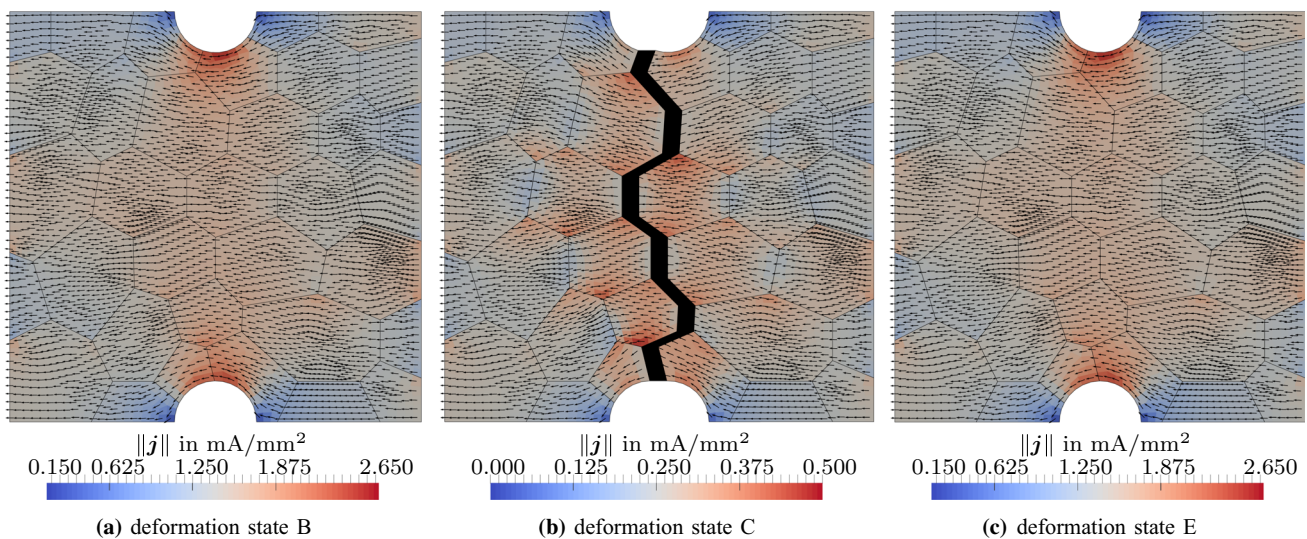 ‖j‖ in mA/mm²
0.150 0.625 1.250 1.875 2.650
(a) deformation state B
‖j‖ in mA/mm²
0.000 0.125 0.250 0.375 0.500
(b) deformation state C
‖j‖ in mA/mm²
0.150 0.625 1.250 1.875 2.650
(c) deformation state E